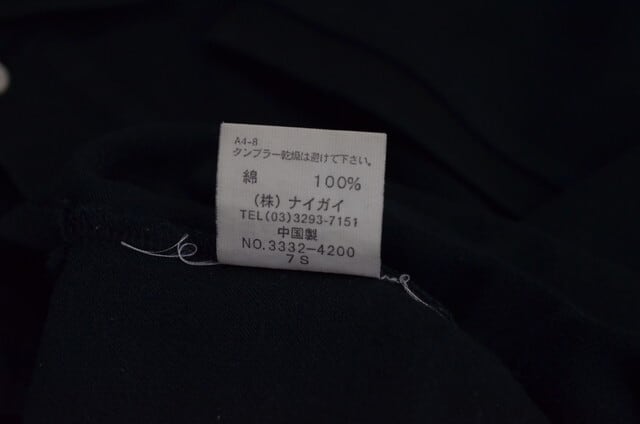 A4-8
タンブラー乾燥は避けて下さい。
綿 100%
(株) ナイガイ
TEL(03)3293-7151
中国製
NO.3332-4200
7S